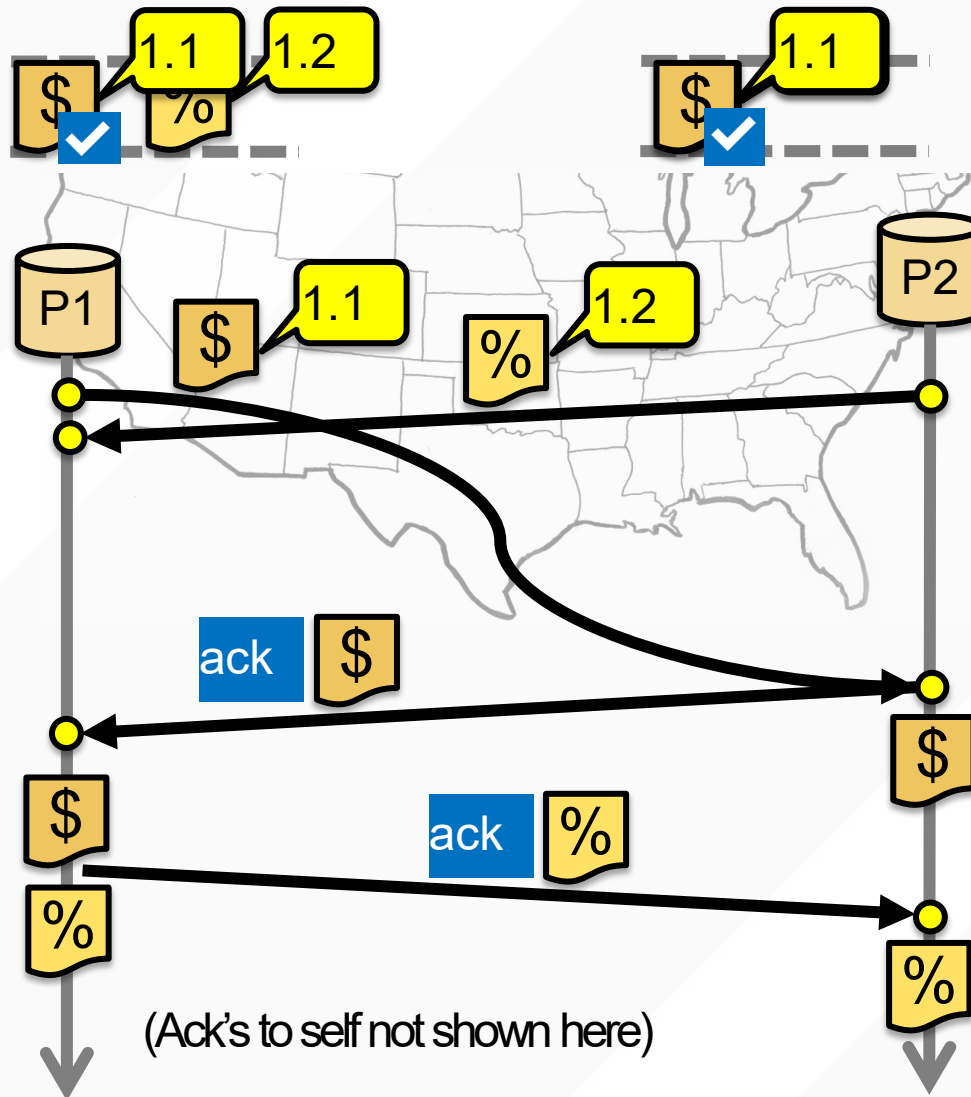 1.1 1.2 1.1
$ % $
P1 P2
1.1 1.2
$ %
ack $
$ $
ack %
% %
(Ack's to self not shown here)